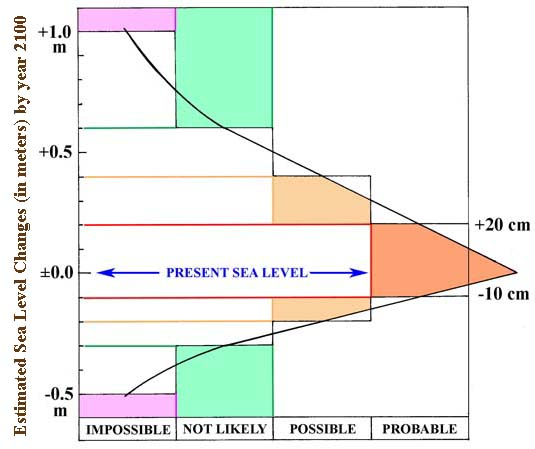 Estimated Sea Level Changes (in meters) by year 2100
+1.0
m
+0.5
+20 cm
±0.0
PRESENT SEA LEVEL
-10 cm
-0.5
m
IMPOSSIBLE NOT LIKELY POSSIBLE PROBABLE